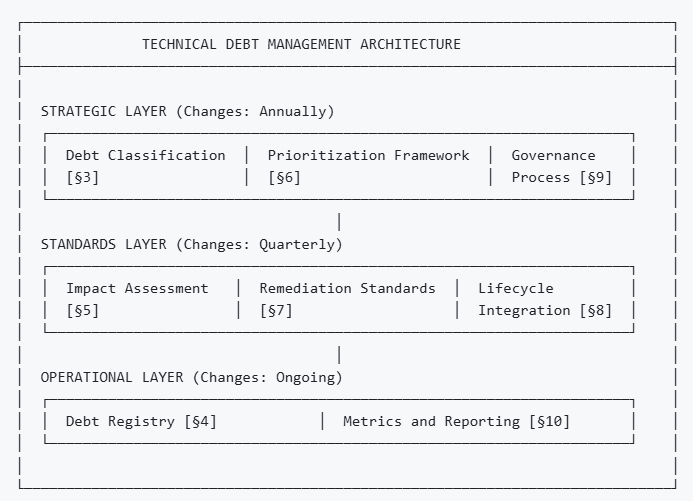 TECHNICAL DEBT MANAGEMENT ARCHITECTURE
STRATEGIC LAYER (Changes: Annually)
Debt Classification Prioritization Framework Governance
[§3] [§6] Process [§9]
STANDARDS LAYER (Changes: Quarterly)
Impact Assessment Remediation Standards Lifecycle
[§5] [§7] Integration [§8]
OPERATIONAL LAYER (Changes: Ongoing)
Debt Registry [§4] Metrics and Reporting [§10]